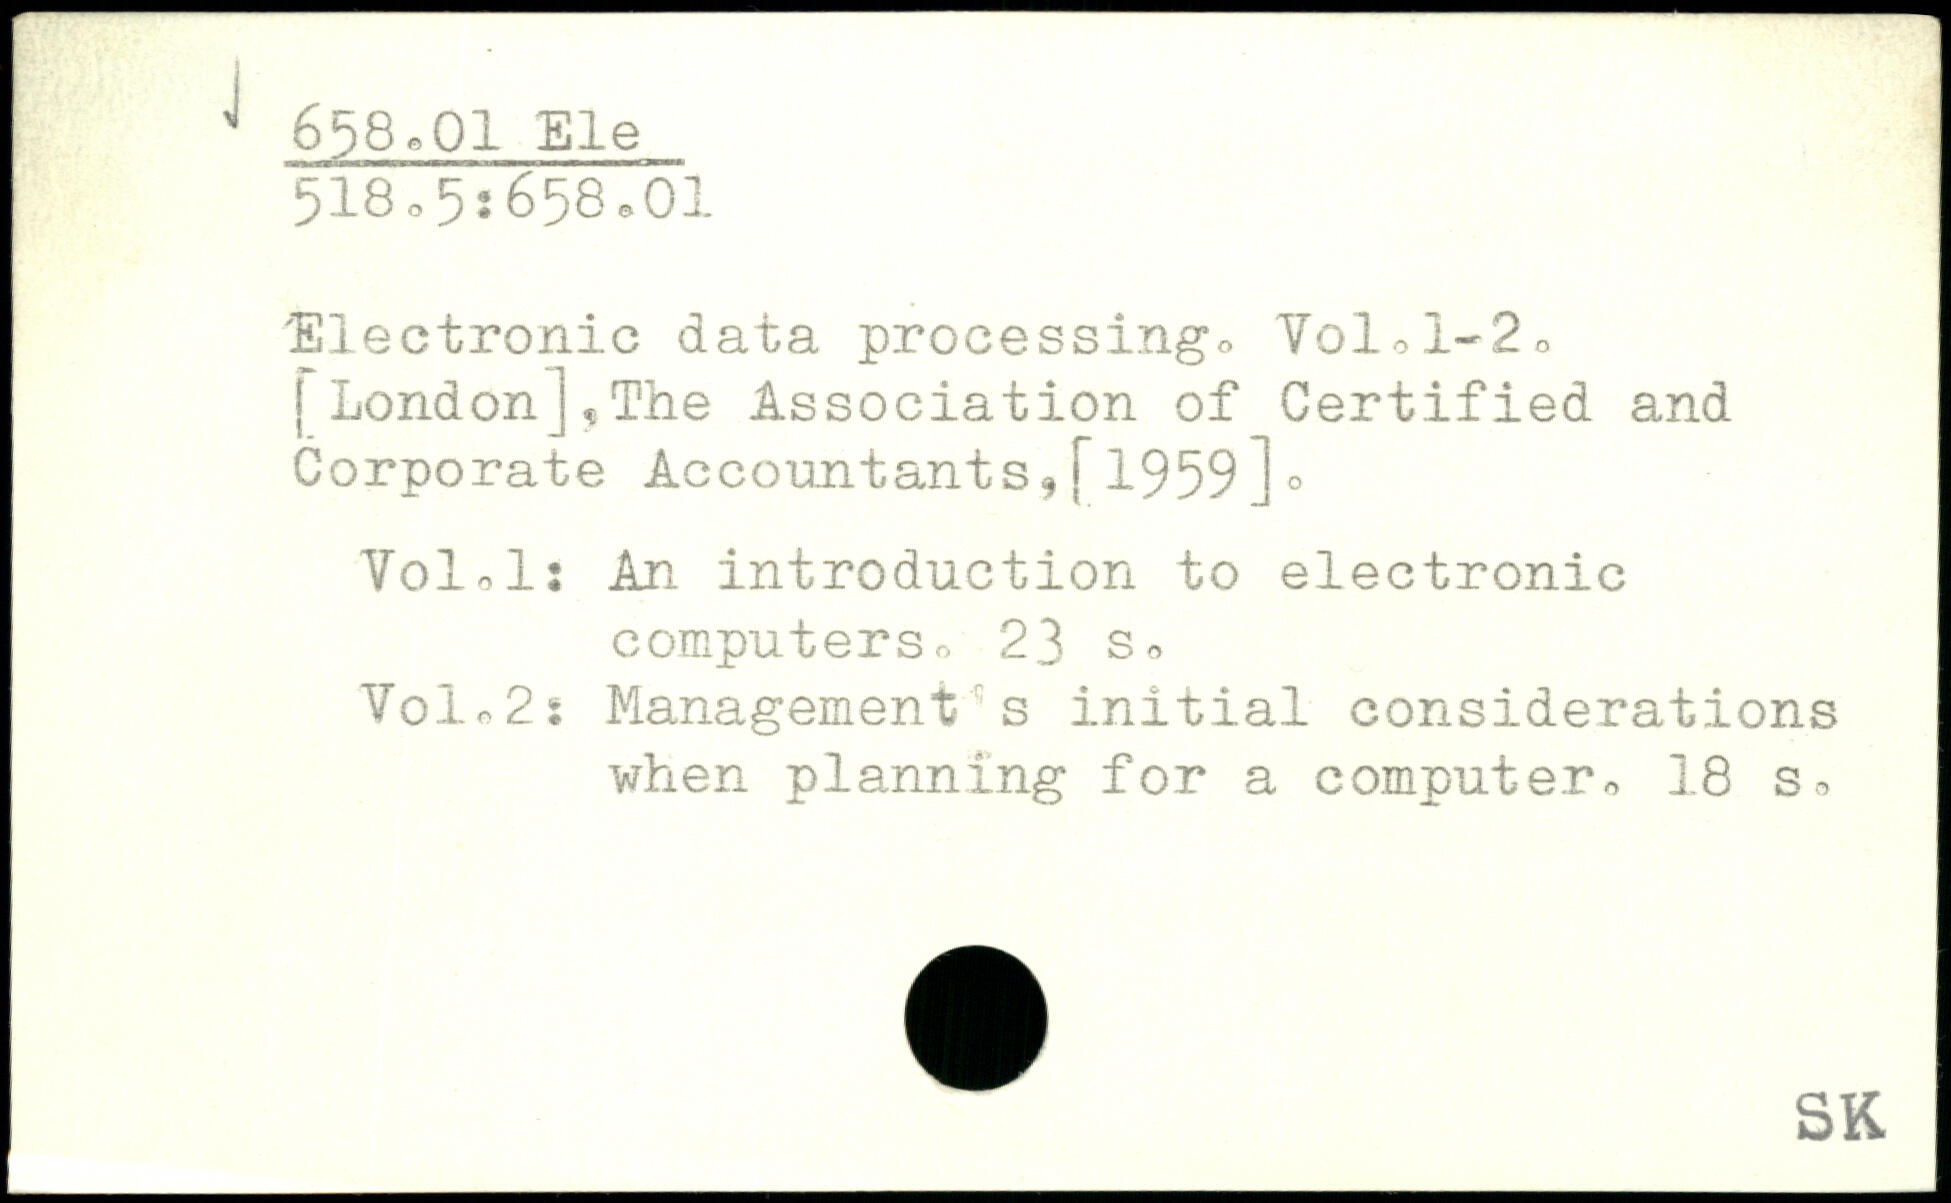 658.01 Ele
518.5:658.01
Electronic data processing. Vol.1-2.
[London],The Association of Certified and
Corporate Accountants,[1959].
Vol.1: An introduction to electronic
computers. 23 s.
Vol.2: Management's initial considerations
when planning for a computer. 18 s.
SK